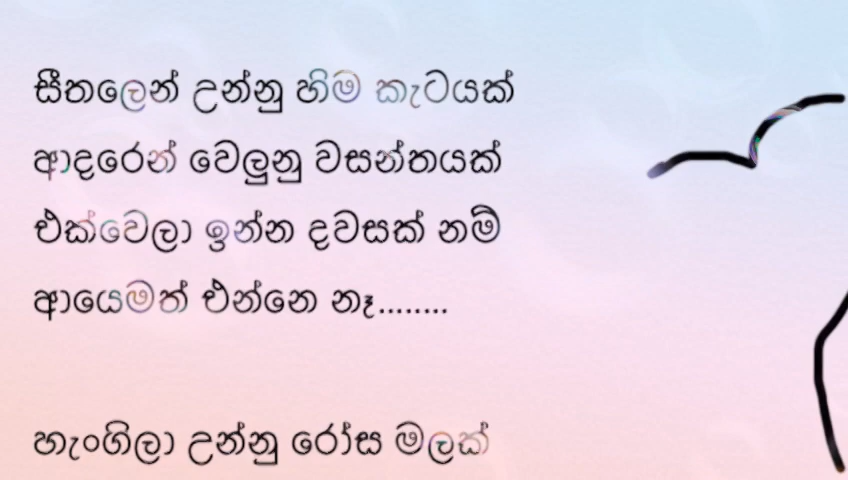 සීතලෙන් උන්නු හිම කැටයක්
ආදරෙන් වෙලුනු වසන්තයක්
එක්වෙලා ඉන්න දවසක් නම්
ආයෙමත් එන්නෙ නෑ........
හැංගිලා උන්නු රෝස මලක්